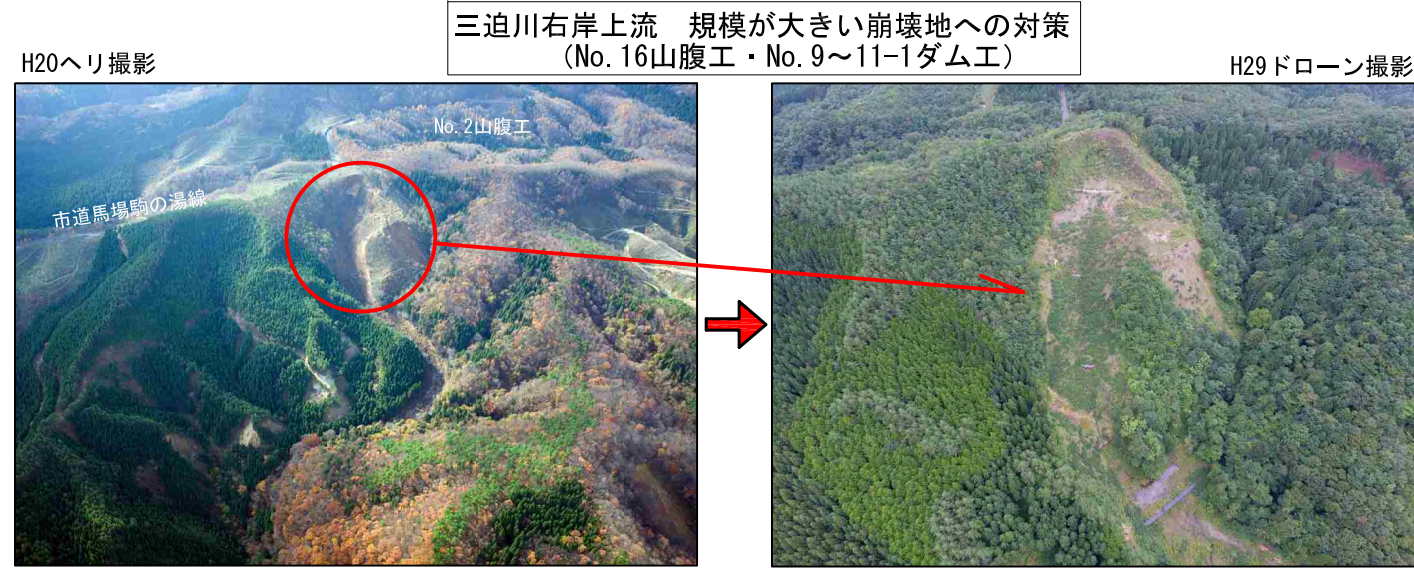 三迫川右岸上流　規模が大きい崩壊地への対策
(No.16山腹工・No.9～11-1ダム工)
H20ヘリ撮影
H29ドローン撮影
No.2山腹工
市道馬場駒の湯線